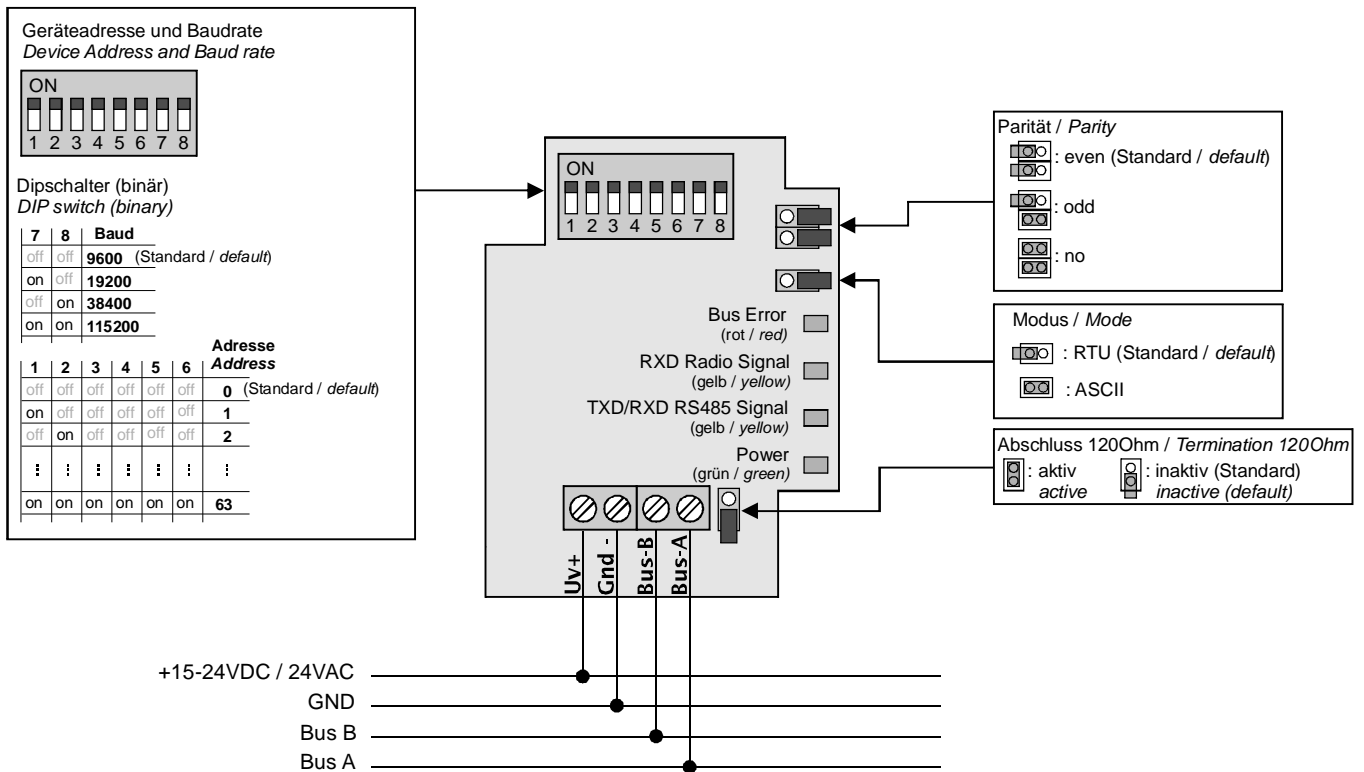 Geräteadresse und Baudrate
Device Address and Baud rate
ON
1 2 3 4 5 6 7 8
Dipschalter (binär)
DIP switch (binary)
7 8 Baud
off off 9600 (Standard / default)
on off 19200
off on 38400
on on 115200
Adresse
1 2 3 4 5 6 Address
off off off off off off 0 (Standard / default)
on off off off off off 1
off on off off off off 2
: : : : : : :
on on on on on on 63
ON
1 2 3 4 5 6 7 8
Bus Error
(rot / red)
RXD Radio Signal
(gelb / yellow)
TXD/RXD RS485 Signal
(gelb / yellow)
Power
(grün / green)
Uv+
Gnd -
Bus-B
Bus-A
Parität / Parity
: even (Standard / default)
: odd
: no
Modus / Mode
: RTU (Standard / default)
: ASCII
Abschluss 120Ohm / Termination 120Ohm
: aktiv : inaktiv (Standard)
active inactive (default)
+15-24VDC / 24VAC
GND
Bus B
Bus A